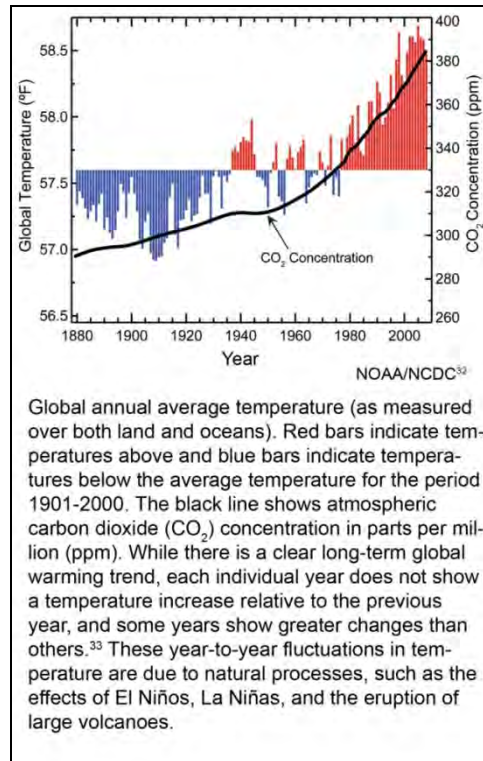 58.5
58.0
57.5
57.0
56.5
Global Temperature (ºF)
400
380
360
340
320
300
280
260
CO₂ Concentration (ppm)
CO₂ Concentration
1880 1900 1920 1940 1960 1980 2000
Year
NOAA/NCDC³²
Global annual average temperature (as measured
over both land and oceans). Red bars indicate tem-
peratures above and blue bars indicate tempera-
tures below the average temperature for the period
1901-2000. The black line shows atmospheric
carbon dioxide (CO₂) concentration in parts per mil-
lion (ppm). While there is a clear long-term global
warming trend, each individual year does not show
a temperature increase relative to the previous
year, and some years show greater changes than
others.³³ These year-to-year fluctuations in tem-
perature are due to natural processes, such as the
effects of El Niños, La Niñas, and the eruption of
large volcanoes.